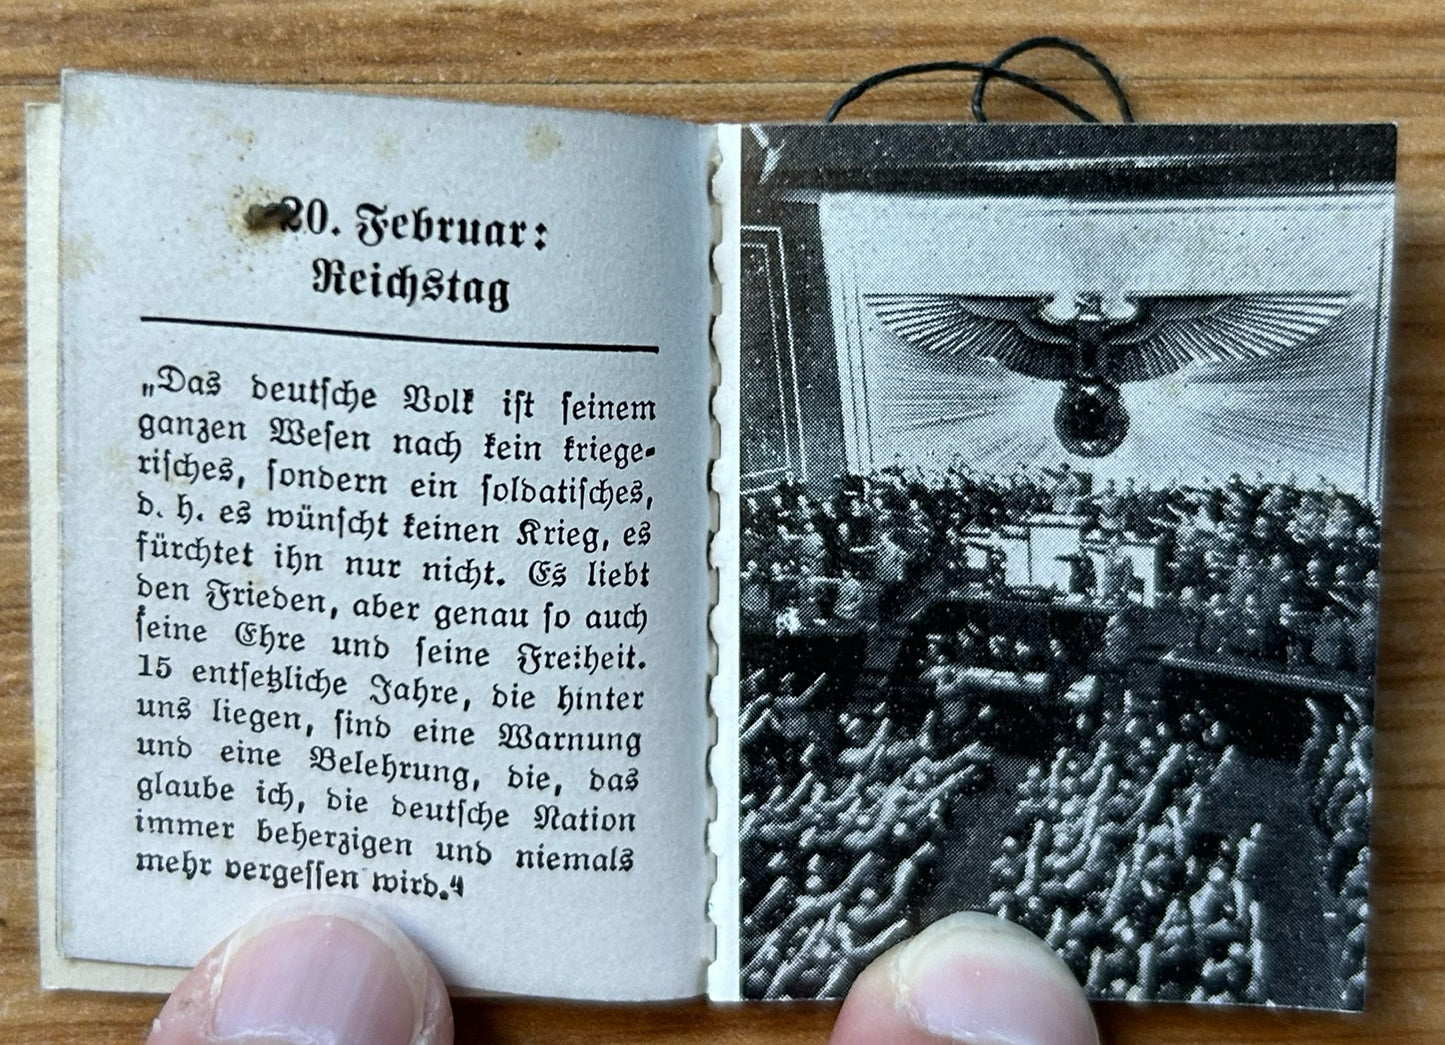 20. Februar:
Reichstag
„Das deutſche Volk iſt ſeinem
ganzen Weſen nach kein kriege-
riſches, ſondern ein ſoldatiſches,
d. h. es wünſcht keinen Krieg, es
fürchtet ihn nur nicht. Es liebt
den Frieden, aber genau ſo auch
ſeine Ehre und ſeine Freiheit.
15 entſetzliche Jahre, die hinter
uns liegen, ſind eine Warnung
und eine Belehrung, die, das
glaube ich, die deutſche Nation
immer beherzigen und niemals
mehr vergeſſen wird.“